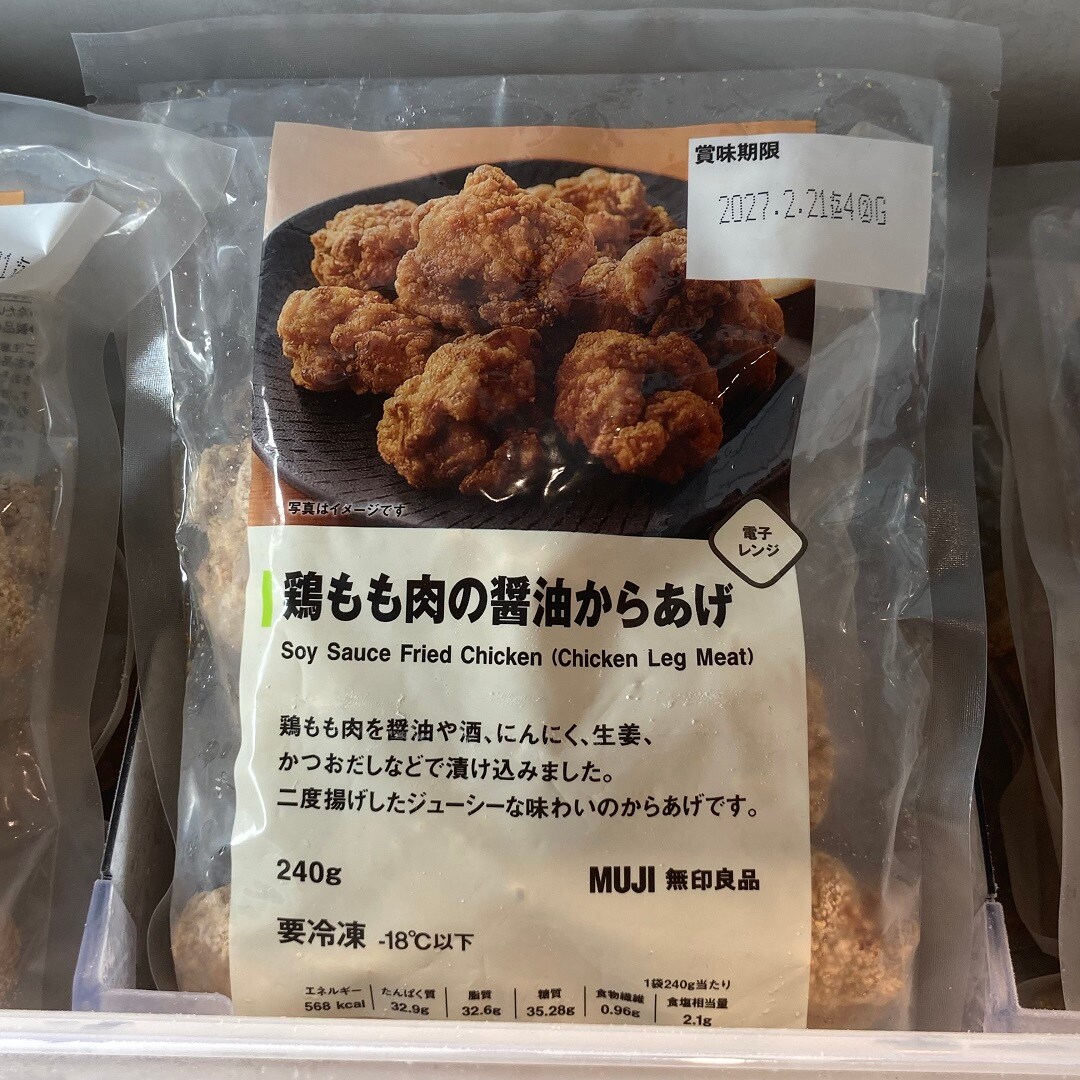 賞味期限
2027.2.21
写真はイメージです
電子
レンジ
鶏もも肉の醤油からあげ
Soy Sauce Fried Chicken (Chicken Leg Meat)
鶏もも肉を醤油や酒、にんにく、生姜、
かつおだしなどで漬け込みました。
二度揚げしたジューシーな味わいのからあげです。
240g
MUJI 無印良品
要冷凍 -18℃以下
1袋240g当たり
エネルギー たんぱく質 脂質 糖質 食物繊維 食塩相当量
568 kcal 32.9g 32.6g 35.28g 0.96g 2.1g